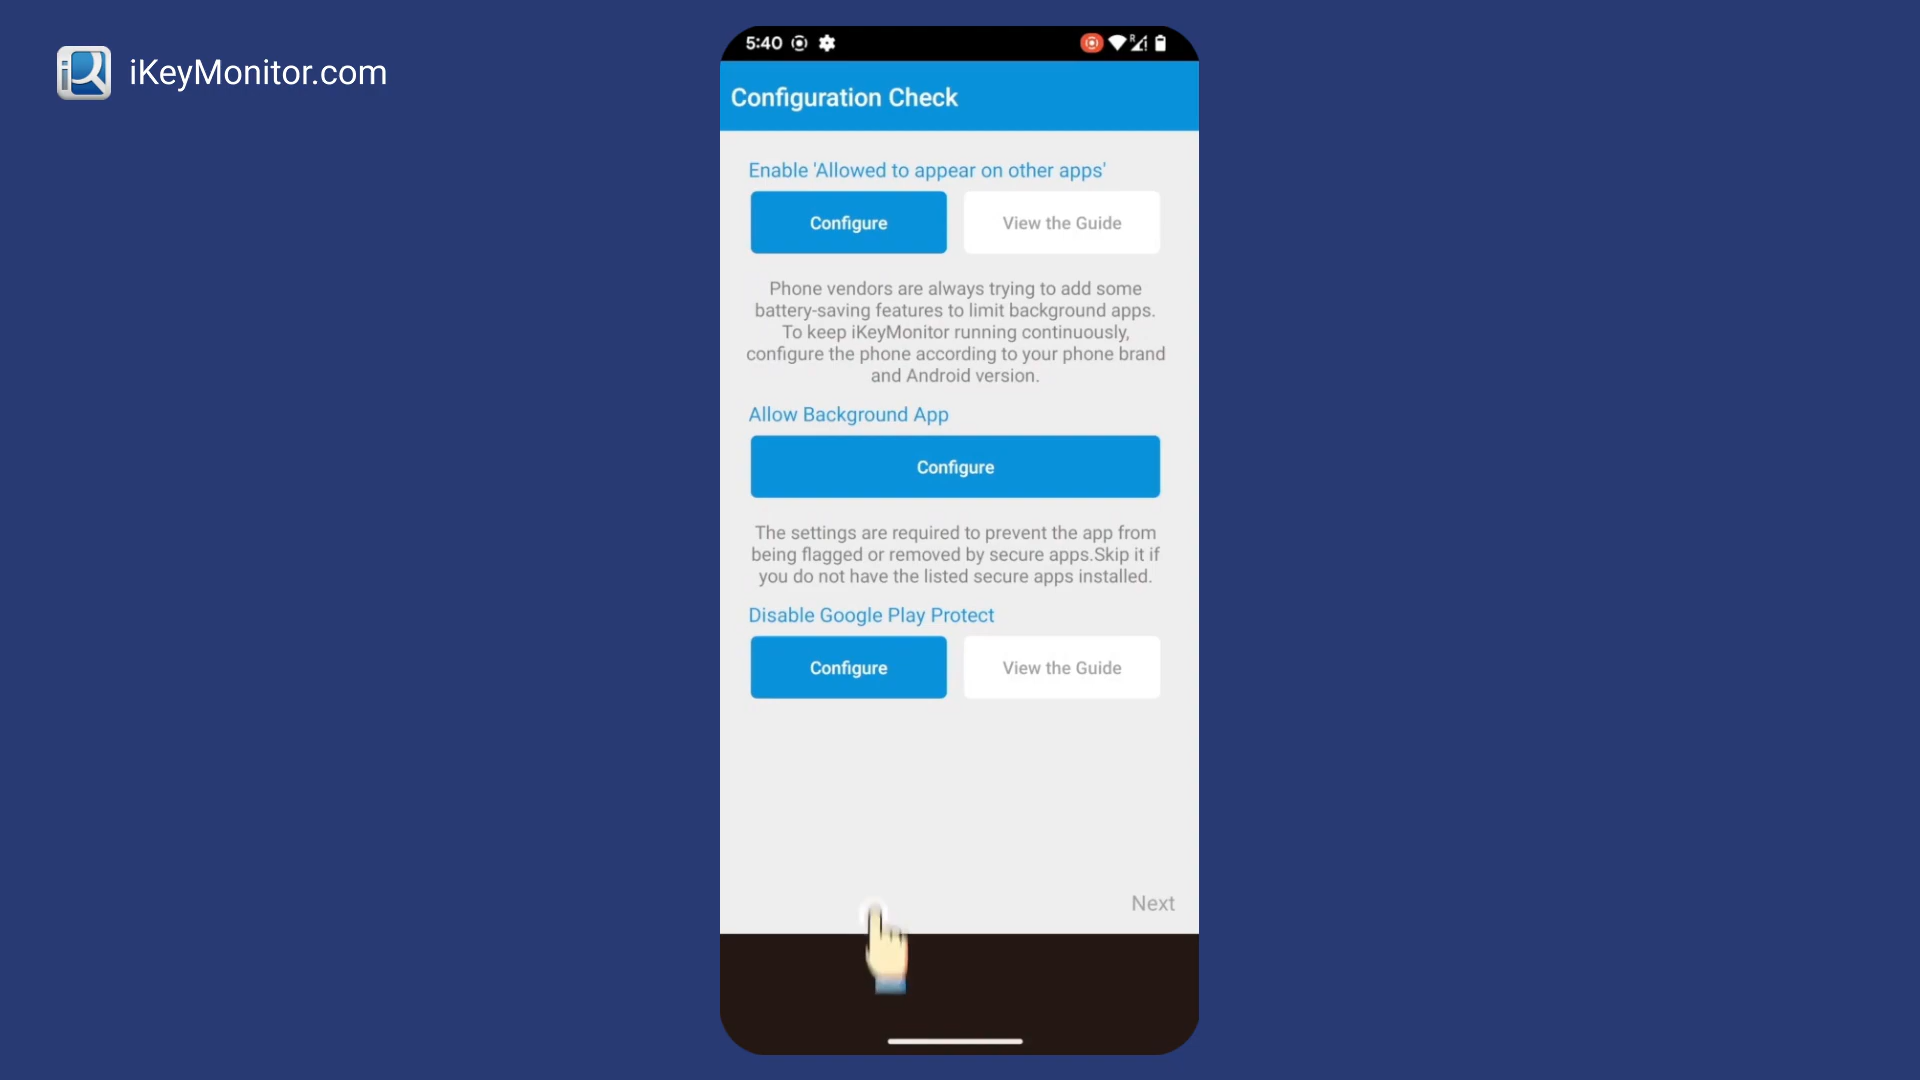 iKeyMonitor.com
5:40
Configuration Check
Enable 'Allowed to appear on other apps'
Configure
View the Guide
Phone vendors are always trying to add some
battery-saving features to limit background apps.
To keep iKeyMonitor running continuously,
configure the phone according to your phone brand
and Android version.
Allow Background App
Configure
The settings are required to prevent the app from
being flagged or removed by secure apps.Skip it if
you do not have the listed secure apps installed.
Disable Google Play Protect
Configure
View the Guide
Next